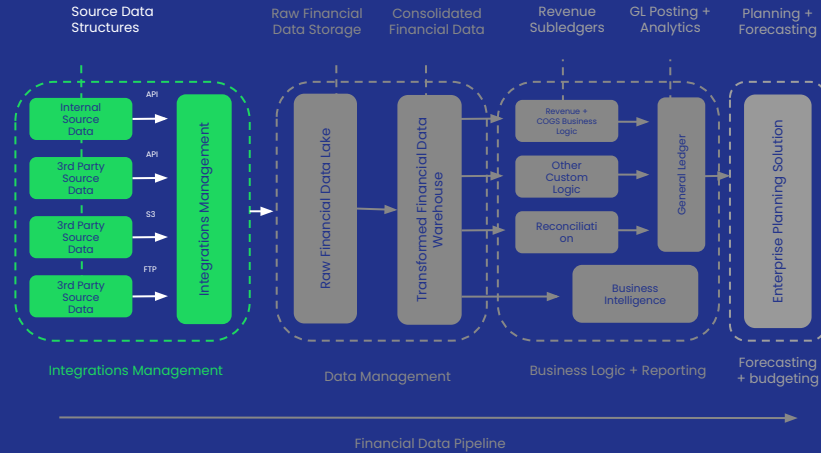 Source Data
Structures
Raw Financial
Data Storage
Consolidated
Financial Data
Revenue
Subledgers
GL Posting +
Analytics
Planning +
Forecasting
Internal
Source
Data
API
3rd Party
Source
Data
API
3rd Party
Source
Data
S3
3rd Party
Source
Data
FTP
Integrations Management
Raw Financial Data Lake
Transformed Financial Data
Warehouse
Revenue +
COGS Business
Logic
Other
Custom
Logic
Reconciliati
on
General Ledger
Business
Intelligence
Enterprise Planning Solution
Integrations Management
Data Management
Business Logic + Reporting
Forecasting
+ budgeting
Financial Data Pipeline